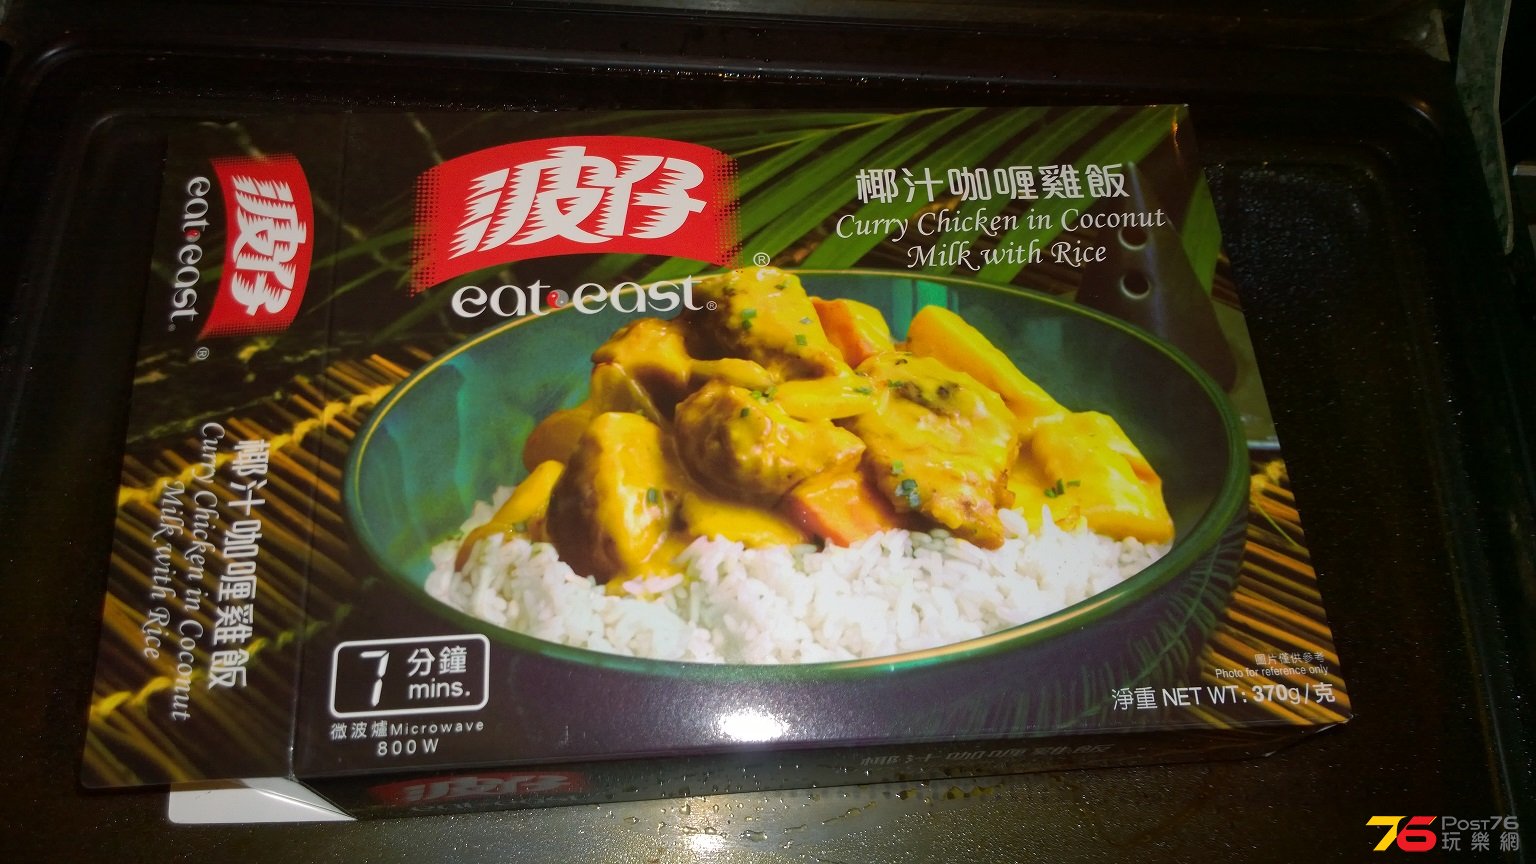 波仔
®
eat·east®
椰汁咖喱雞飯
Curry Chicken in Coconut
Milk with Rice
波仔
eat·east®
®
椰汁咖喱雞飯
Curry Chicken in Coconut
Milk with Rice
7 分鐘
mins.
微波爐Microwave
800W
圖片僅供參考
Photo for reference only
淨重 NET WT: 370g/克
波仔
椰汁咖喱雞飯
76 POST76
玩樂網